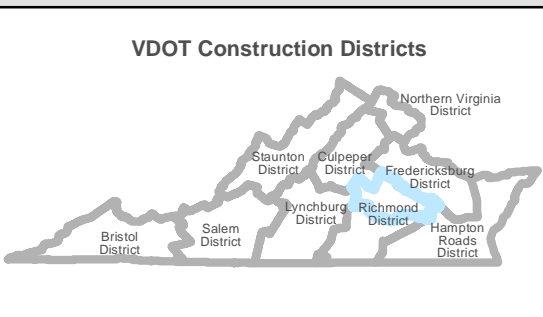 VDOT Construction Districts
Northern Virginia
District
Staunton
District
Culpeper
District
Fredericksburg
District
Lynchburg
District
Richmond
District
Hampton
Roads
District
Salem
District
Bristol
District